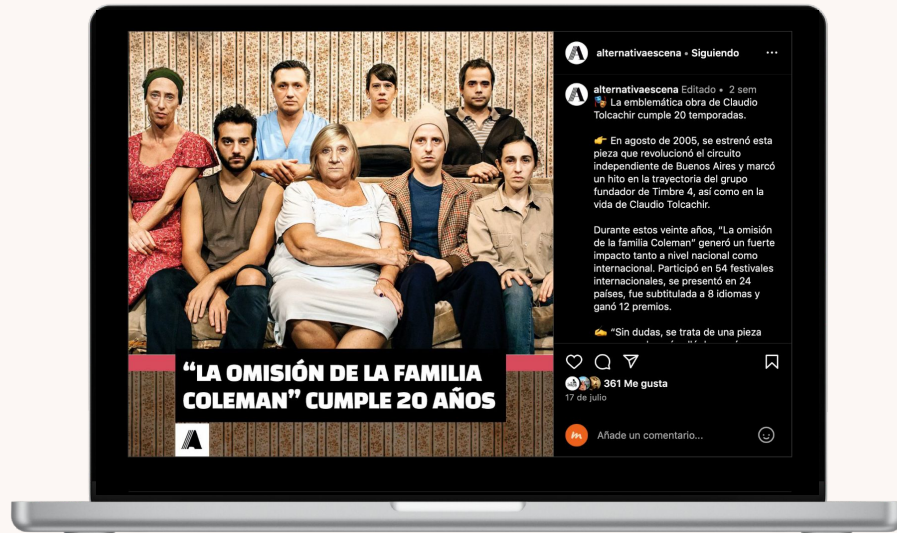 “LA OMISIÓN DE LA FAMILIA
COLEMAN” CUMPLE 20 AÑOS
alternativaescena • Siguiendo
alternativaescena Editado • 2 sem
🎭 La emblemática obra de Claudio
Tolcachir cumple 20 temporadas.
👉 En agosto de 2005, se estrenó esta
pieza que revolucionó el circuito
independiente de Buenos Aires y marcó
un hito en la trayectoria del grupo
fundador de Timbre 4, así como en la
vida de Claudio Tolcachir.
Durante estos veinte años, “La omisión
de la familia Coleman” generó un fuerte
impacto tanto a nivel nacional como
internacional. Participó en 54 festivales
internacionales, se presentó en 24
países, fue subtitulada a 8 idiomas y
ganó 12 premios.
✍️ “Sin dudas, se trata de una pieza
361 Me gusta
17 de julio
Añade un comentario...